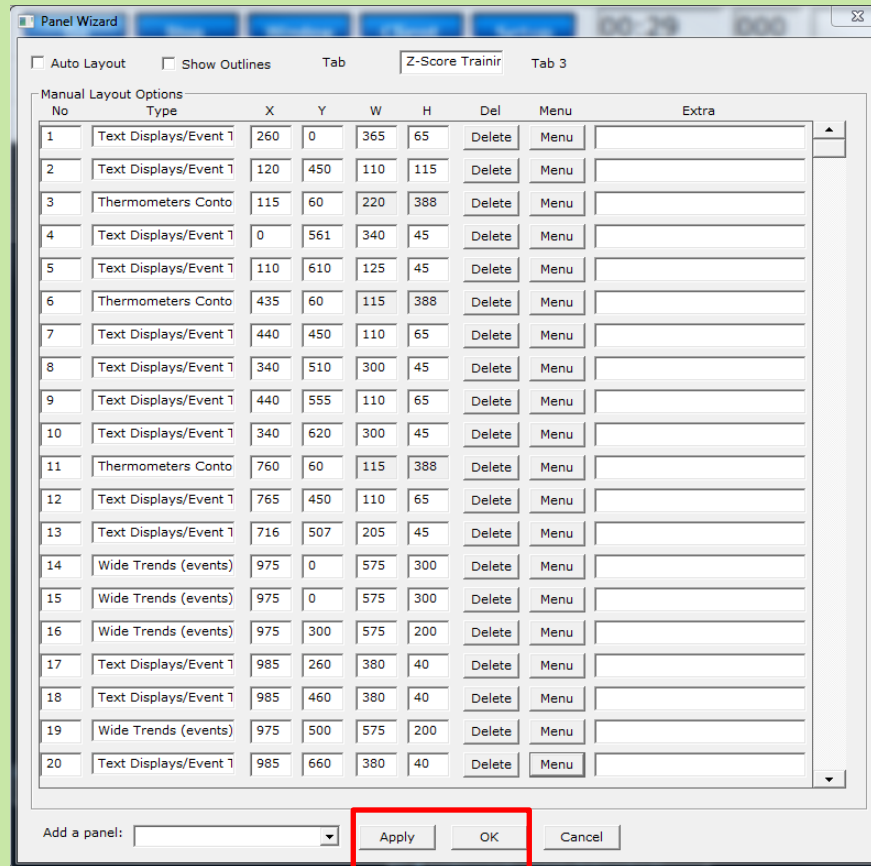 Panel Wizard
00:29 000
Auto Layout Show Outlines Tab Z-Score Trainir Tab 3
Manual Layout Options
No Type X Y W H Del Menu Extra
1 Text Displays/Event T 260 0 365 65 Delete Menu
2 Text Displays/Event T 120 450 110 115 Delete Menu
3 Thermometers Conto 115 60 220 388 Delete Menu
4 Text Displays/Event T 0 561 340 45 Delete Menu
5 Text Displays/Event T 110 610 125 45 Delete Menu
6 Thermometers Conto 435 60 115 388 Delete Menu
7 Text Displays/Event T 440 450 110 65 Delete Menu
8 Text Displays/Event T 340 510 300 45 Delete Menu
9 Text Displays/Event T 440 555 110 65 Delete Menu
10 Text Displays/Event T 340 620 300 45 Delete Menu
11 Thermometers Conto 760 60 115 388 Delete Menu
12 Text Displays/Event T 765 450 110 65 Delete Menu
13 Text Displays/Event T 716 507 205 45 Delete Menu
14 Wide Trends (events) 975 0 575 300 Delete Menu
15 Wide Trends (events) 975 0 575 300 Delete Menu
16 Wide Trends (events) 975 300 575 200 Delete Menu
17 Text Displays/Event T 985 260 380 40 Delete Menu
18 Text Displays/Event T 985 460 380 40 Delete Menu
19 Wide Trends (events) 975 500 575 200 Delete Menu
20 Text Displays/Event T 985 660 380 40 Delete Menu
Add a panel: Apply OK Cancel